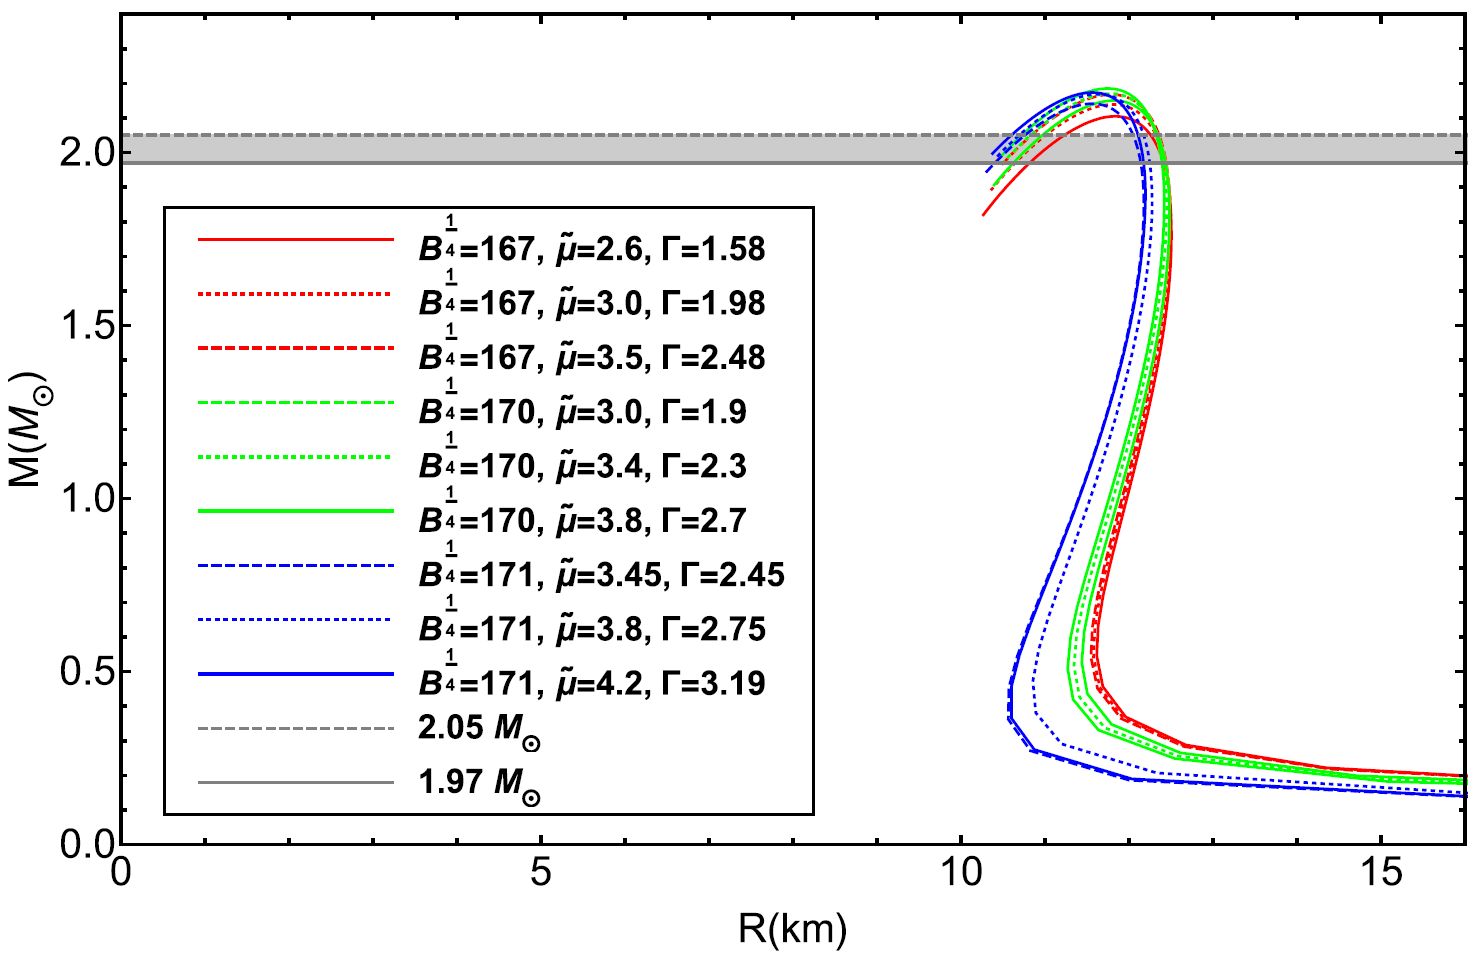 2.0
1.5
1.0
0.5
0.0
M(M⊙)
B^1/4=167, μ̃=2.6, Γ=1.58
B^1/4=167, μ̃=3.0, Γ=1.98
B^1/4=167, μ̃=3.5, Γ=2.48
B^1/4=170, μ̃=3.0, Γ=1.9
B^1/4=170, μ̃=3.4, Γ=2.3
B^1/4=170, μ̃=3.8, Γ=2.7
B^1/4=171, μ̃=3.45, Γ=2.45
B^1/4=171, μ̃=3.8, Γ=2.75
B^1/4=171, μ̃=4.2, Γ=3.19
2.05 M⊙
1.97 M⊙
0 5 10 15
R(km)